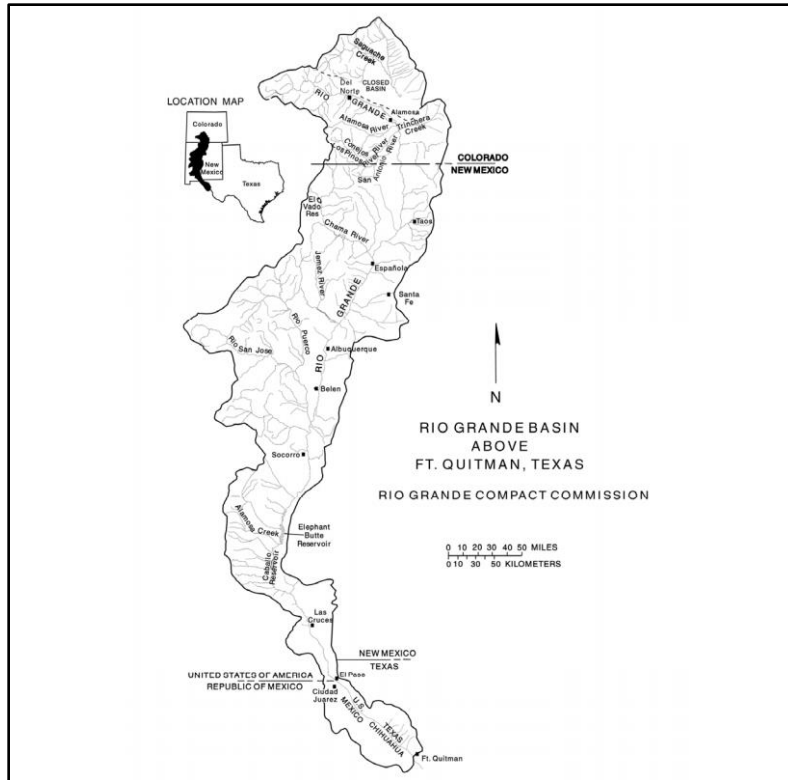 Saguache
Creek
Del
Norte
CLOSED
BASIN
RIO
GRANDE
Alamosa
LOCATION MAP
Alamosa River
Trinchera
Creek
Colorado
New
Mexico
Texas
Conejos River
Los Pinos River
San
Antonio River
COLORADO
NEW MEXICO
El
Vado
Res
Taos
Chama River
Jemez River
Española
GRANDE
Santa
Fe
Rio
Puerco
Rio San Jose
RIO
Albuquerque
Belen
N
RIO GRANDE BASIN
ABOVE
FT. QUITMAN, TEXAS
Socorro
RIO GRANDE COMPACT COMMISSION
Alamosa Creek
Elephant
Butte
Reservoir
0 10 20 30 40 50 MILES
0 10 30 50 KILOMETERS
Caballo
Reservoir
Las
Cruces
NEW MEXICO
TEXAS
UNITED STATES OF AMERICA
REPUBLIC OF MEXICO
El Paso
Ciudad
Juarez
U.S.
MEXICO
TEXAS
CHIHUAHUA
Ft. Quitman